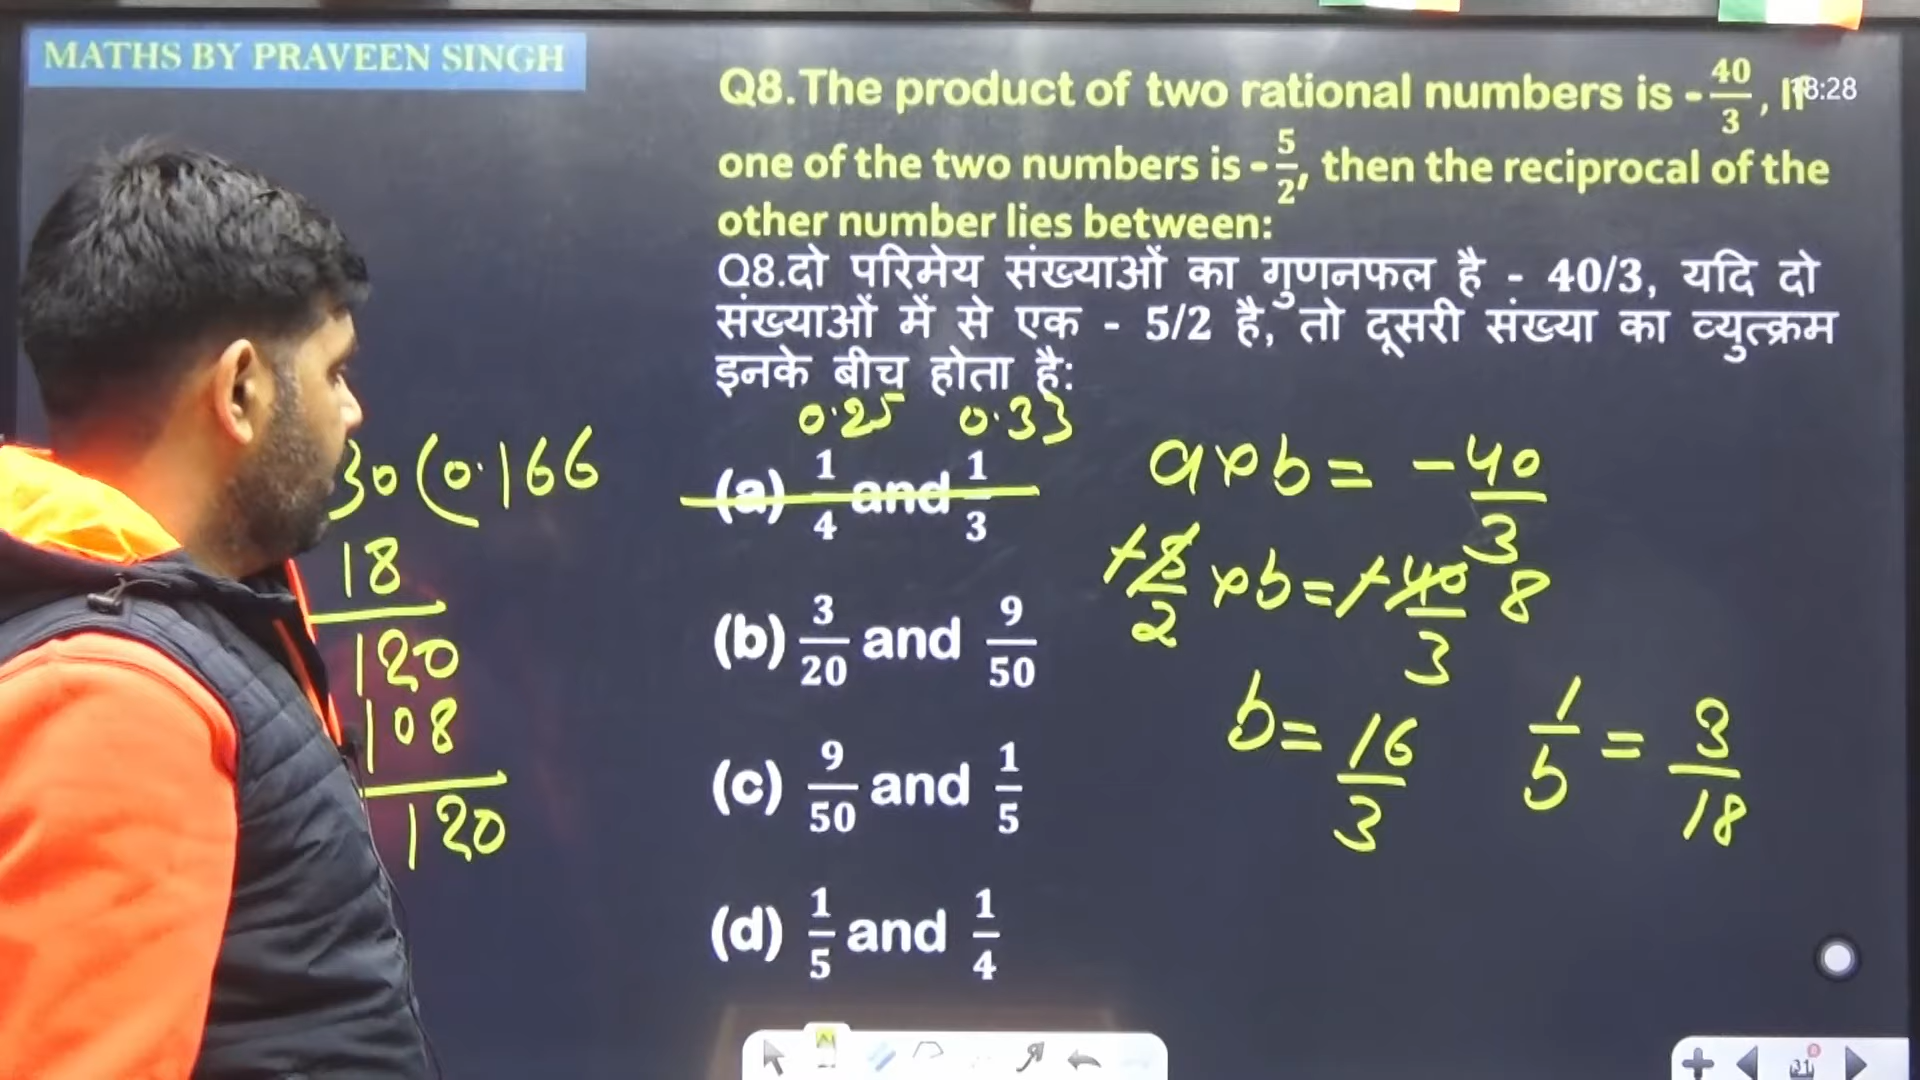 MATHS BY PRAVEEN SINGH
Q8.The product of two rational numbers is -40/3, If
18:28
one of the two numbers is -5/2, then the reciprocal of the
other number lies between:
Q8.दो परिमेय संख्याओं का गुणनफल है - 40/3, यदि दो
संख्याओं में से एक - 5/2 है, तो दूसरी संख्या का व्युत्क्रम
इनके बीच होता है:
0.25 0.33
(a) 1/4 and 1/3
(b) 3/20 and 9/50
(c) 9/50 and 1/5
(d) 1/5 and 1/4
30(0.166
18
120
108
120
a×b = -40/3
×b =
8
b = 16/3
1/5 = 3/18
31